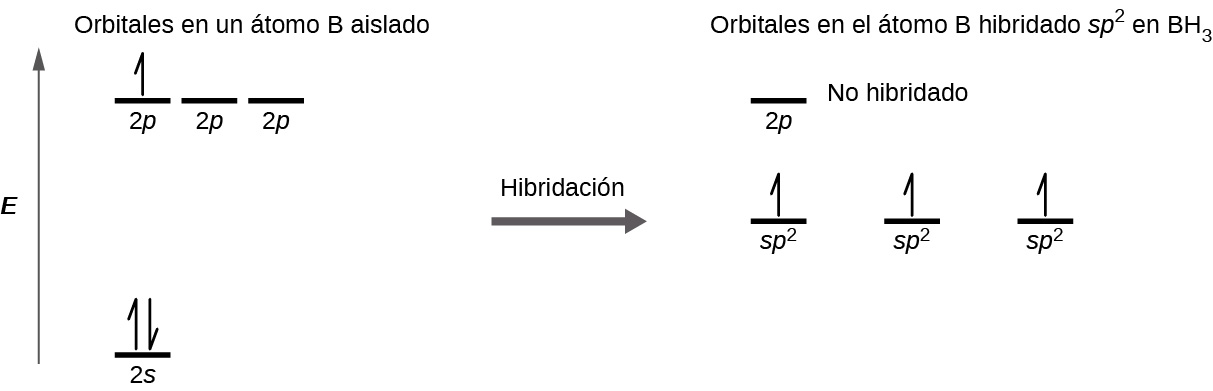 Orbitales en un átomo B aislado
Orbitales en el átomo B hibridado sp² en BH₃
2p 2p 2p
No hibridado
2p
E
Hibridación
sp² sp² sp²
2s